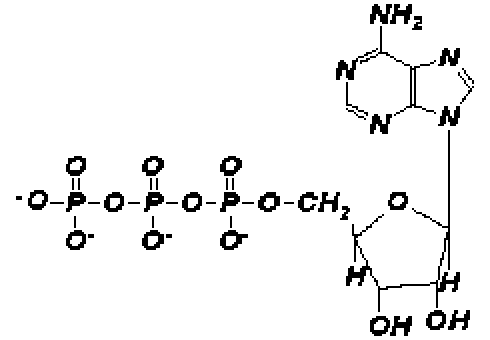 NH2
N N
N N
O O O O
-O-P-O-P-O-P-O-CH2
O- O- O-
H H
OH OH